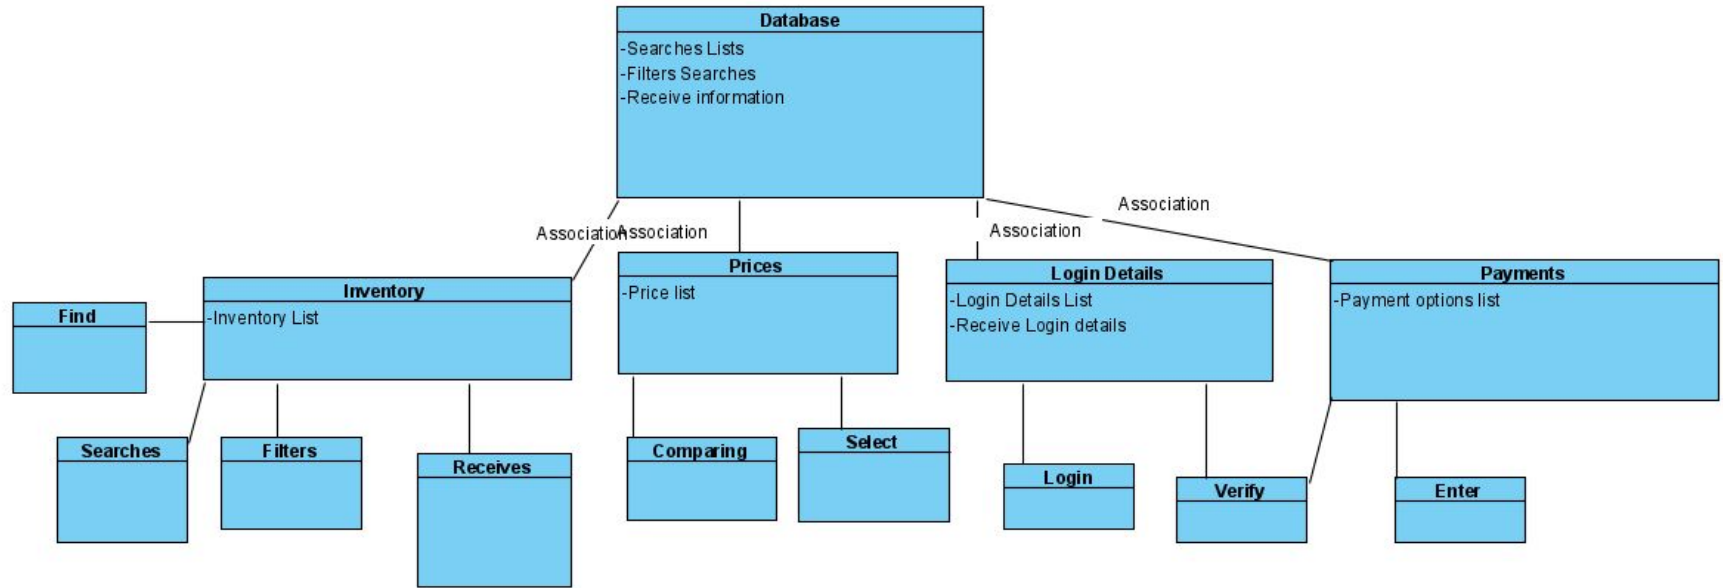 Database
-Searches Lists
-Filters Searches
-Receive information
Association
Association
Association
Association
Inventory
-Inventory List
Prices
-Price list
Login Details
-Login Details List
-Receive Login details
Payments
-Payment options list
Find
Searches
Filters
Receives
Comparing
Select
Login
Verify
Enter